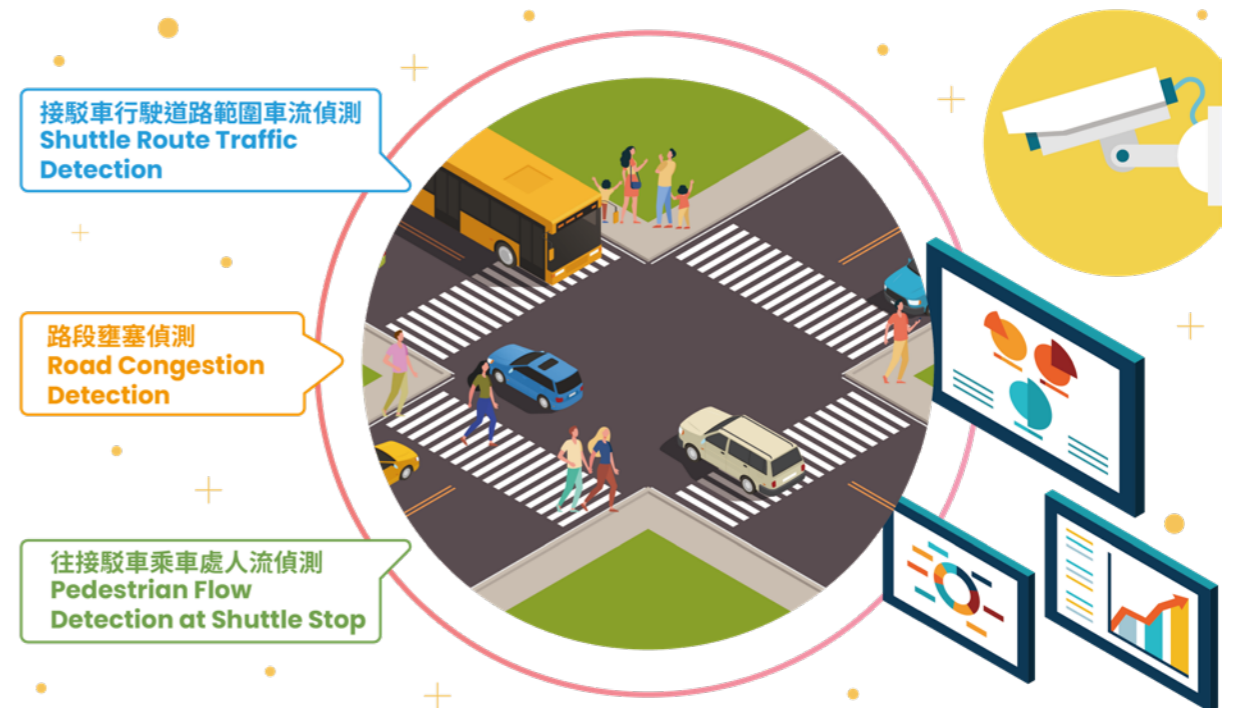 接駁車行駛道路範圍車流偵測
Shuttle Route Traffic
Detection
路段壅塞偵測
Road Congestion
Detection
往接駁車乘車處人流偵測
Pedestrian Flow
Detection at Shuttle Stop